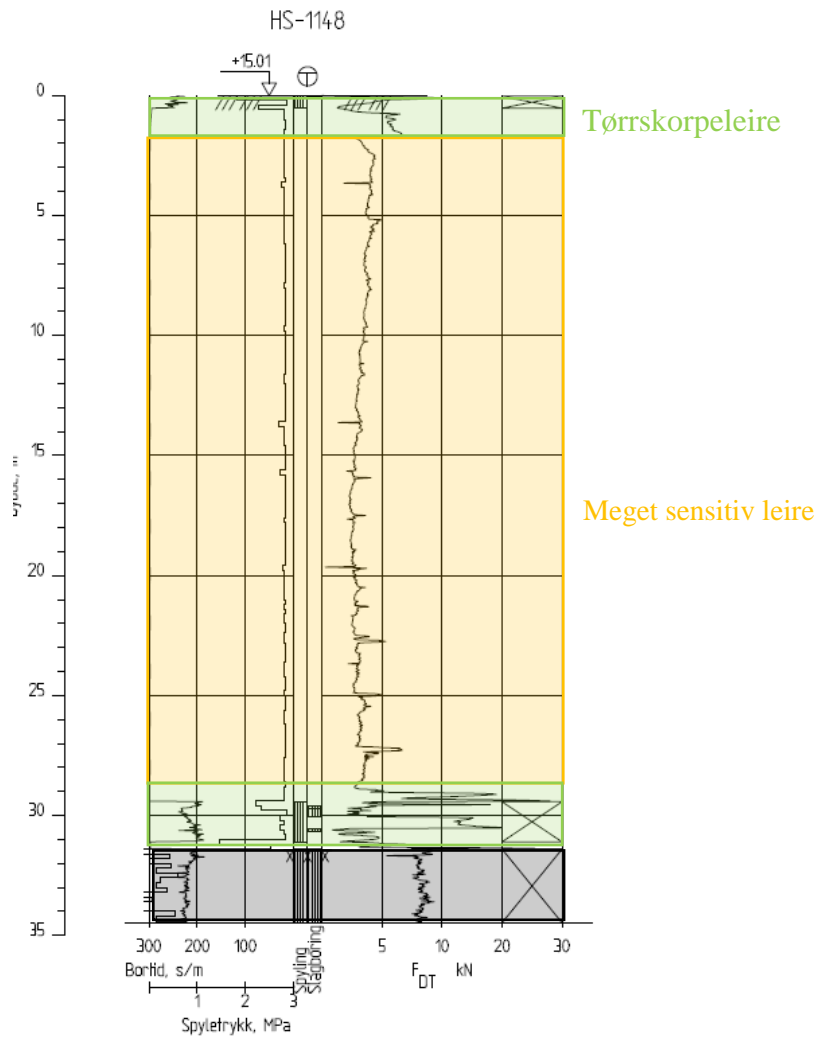 HS-1148
+15.01
T
0
Tørrskorpeleire
5
10
15
Meget sensitiv leire
20
25
30
35
300 200 100 5 10 20 30
Bortid, s/m
Spyling
Slagboring
F DT kN
1 2 3
Spyletrykk, MPa